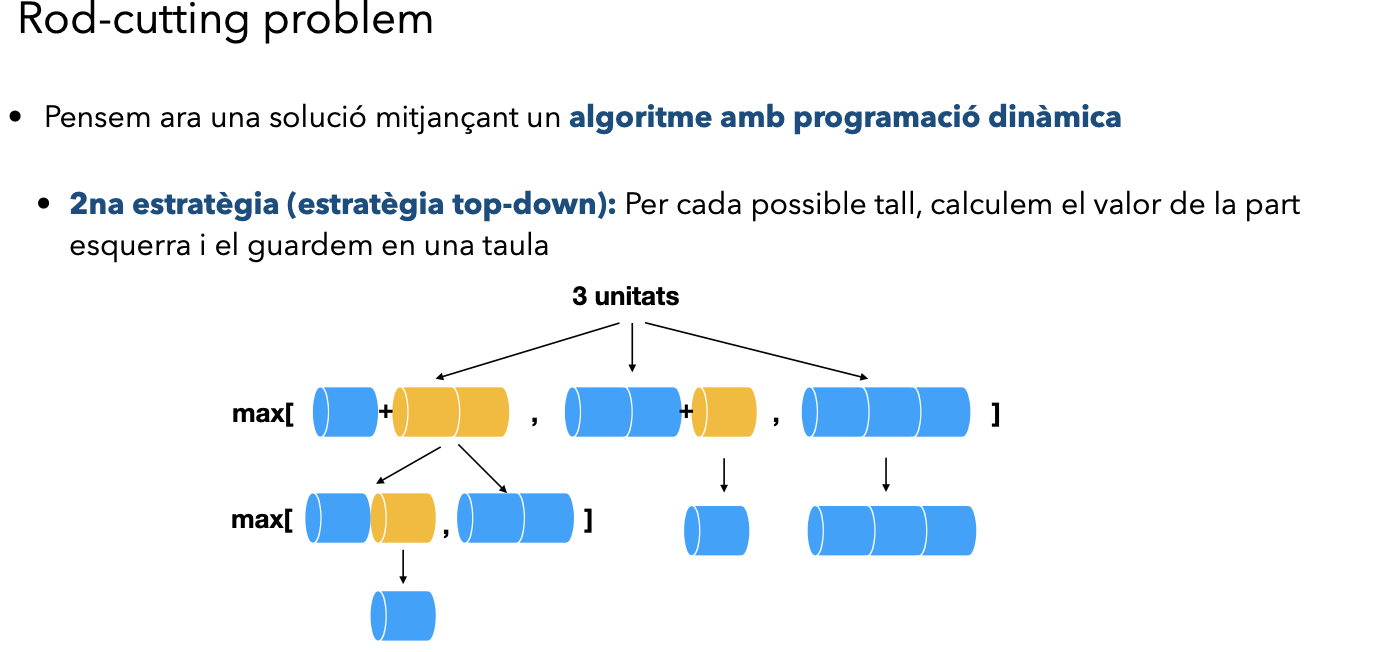 Rod-cutting problem
• Pensem ara una solució mitjançant un algoritme amb programació dinàmica
• 2na estratègia (estratègia top-down): Per cada possible tall, calculem el valor de la part
esquerra i el guardem en una taula
3 unitats
max[ + , + , ]
max[ , ]